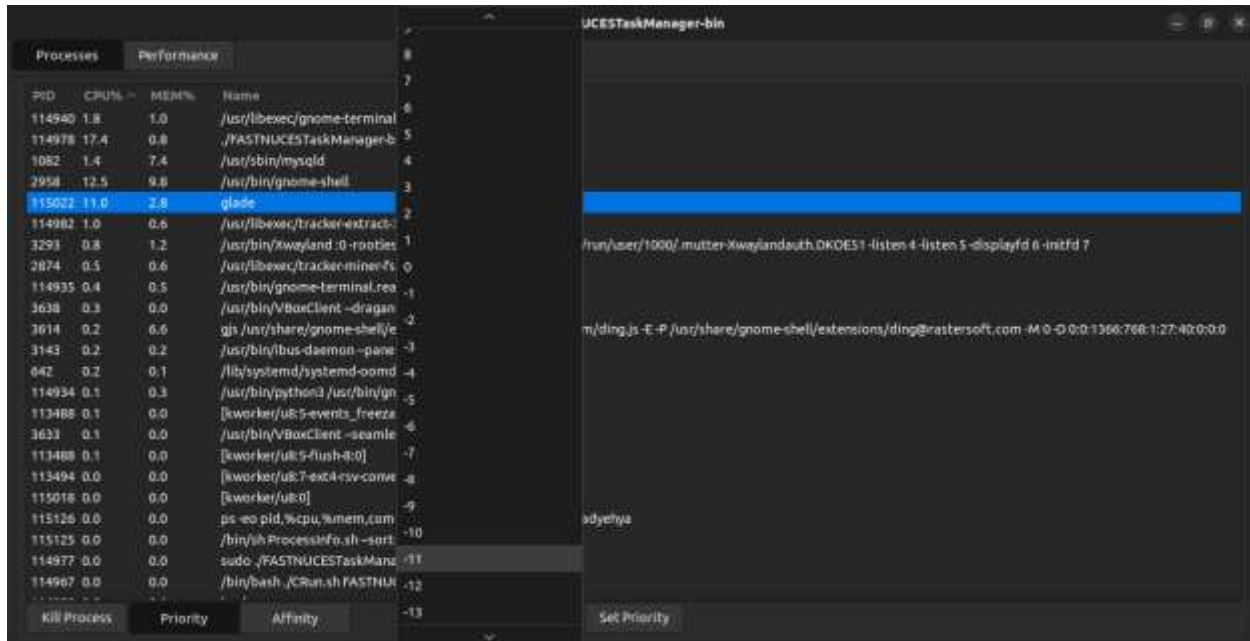 UCESTaskManager-bin
Processes Performance
PID CPU% MEM% Name
114940 1.8 1.0 /usr/libexec/gnome-terminal
114978 17.4 0.8 ./FASTNUCESTaskManager-b
1082 1.4 7.4 /usr/sbin/mysqld
2958 12.5 9.8 /usr/bin/gnome-shell
115022 11.0 2.8 glade
114982 1.0 0.6 /usr/libexec/tracker-extract-
3293 0.8 1.2 /usr/bin/Xwayland :0 -rootles /run/user/1000/.mutter-Xwaylandauth.DKOES1 -listen 4 -listen 5 -displayfd 6 -initfd 7
2874 0.5 0.6 /usr/libexec/tracker-miner-fs
114935 0.4 0.5 /usr/bin/gnome-terminal.rea
3638 0.3 0.0 /usr/bin/VBoxClient --dragan
3614 0.2 6.6 gjs /usr/share/gnome-shell/e m/ding.js -E -P /usr/share/gnome-shell/extensions/ding@rastersoft.com -M 0 -D 0:0:1366:768:1:27:40:0:0:0
3143 0.2 0.2 /usr/bin/ibus-daemon --pane
642 0.2 0.1 /lib/systemd/systemd-oomd
114934 0.1 0.3 /usr/bin/python3 /usr/bin/gn
113488 0.1 0.0 [kworker/u8:5-events_freeza
3633 0.1 0.0 /usr/bin/VBoxClient --seamle
113488 0.1 0.0 [kworker/u8:5-flush-8:0]
113494 0.0 0.0 [kworker/u8:7-ext4-rsv-conve
115018 0.0 0.0 [kworker/u8:0]
115126 0.0 0.0 ps -eo pid,%cpu,%mem,com adyehya
115125 0.0 0.0 /bin/sh ProcessInfo.sh --sort
114977 0.0 0.0 sudo ./FASTNUCESTaskMana
114967 0.0 0.0 /bin/bash ./CRun.sh FASTNU
8
7
6
5
4
3
2
1
0
-1
-2
-3
-4
-5
-6
-7
-8
-9
-10
-11
-12
-13
Kill Process Priority Affinity Set Priority